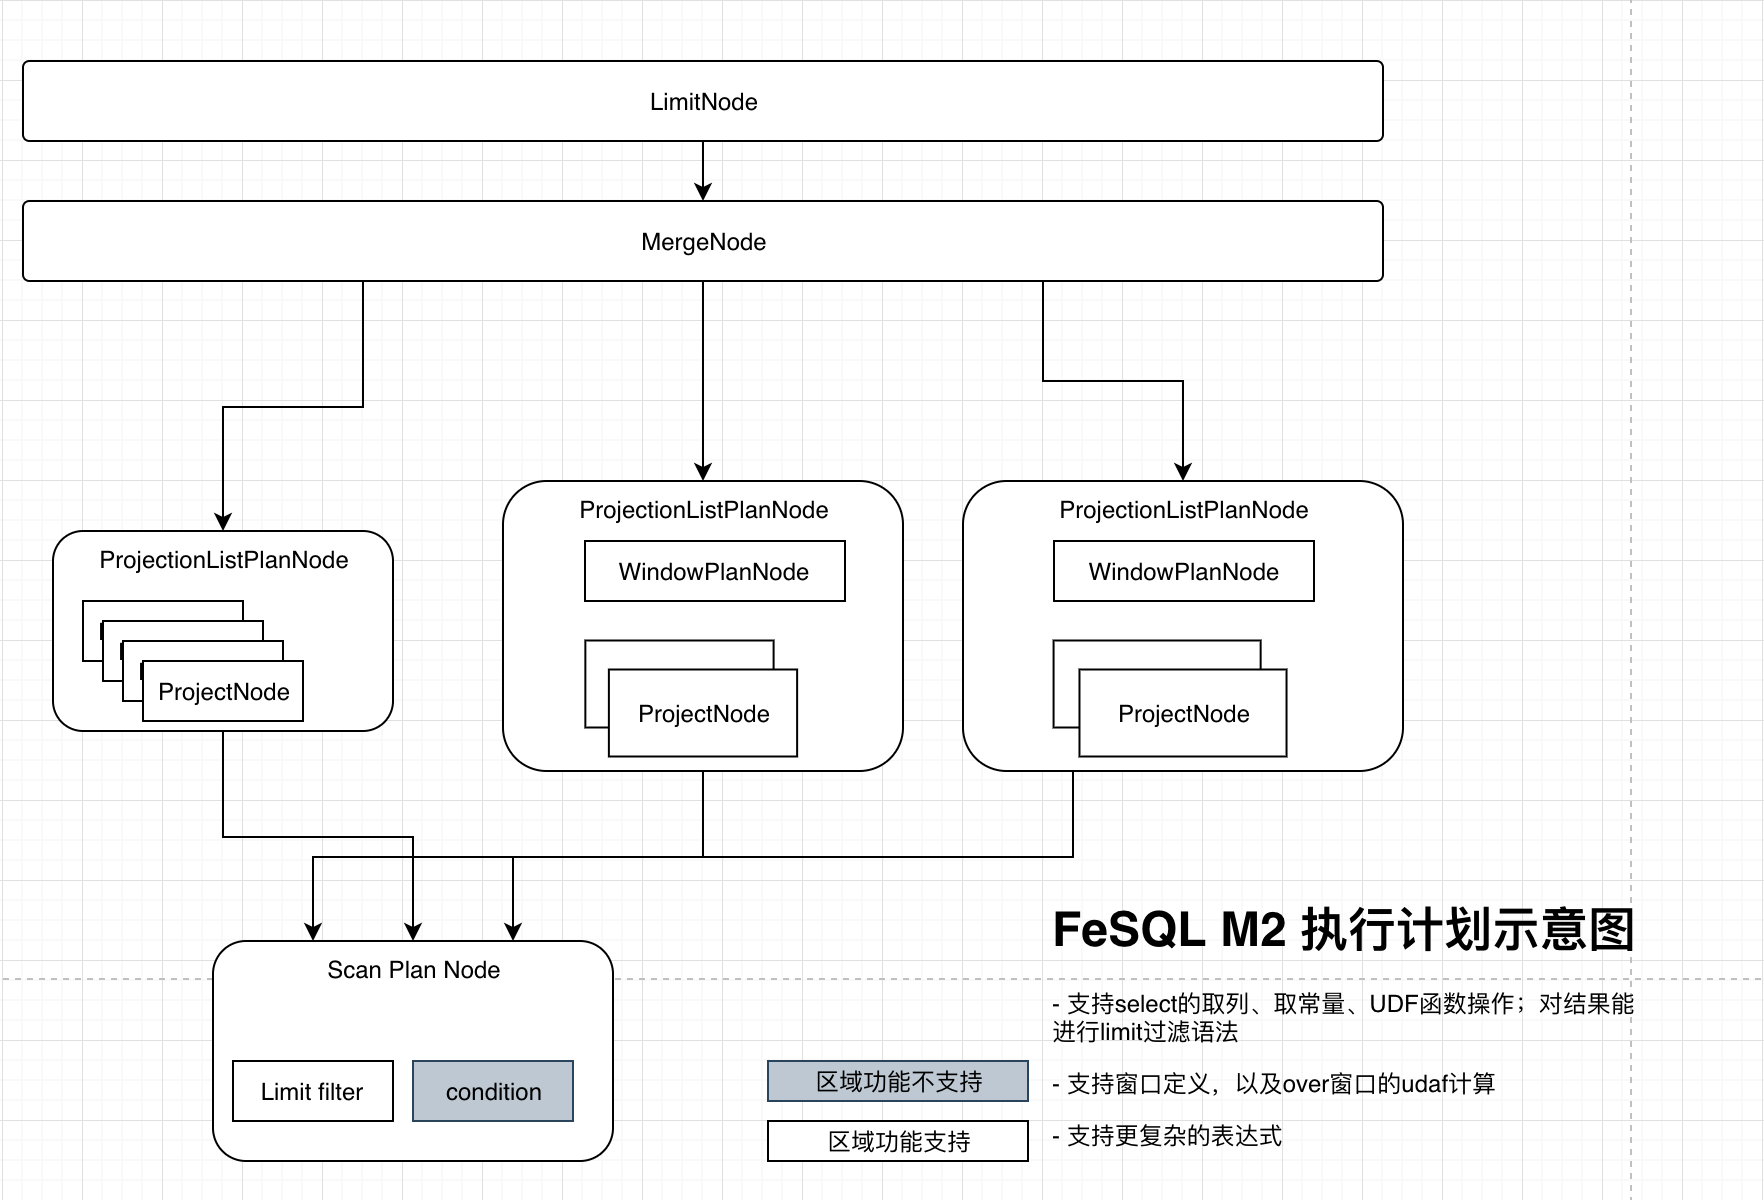 LimitNode
MergeNode
ProjectionListPlanNode
ProjectNode
ProjectionListPlanNode
WindowPlanNode
ProjectNode
ProjectionListPlanNode
WindowPlanNode
ProjectNode
Scan Plan Node
Limit filter
condition
区域功能不支持
区域功能支持
FeSQL M2 执行计划示意图
- 支持select的取列、取常量、UDF函数操作；对结果能
进行limit过滤语法
- 支持窗口定义，以及over窗口的udaf计算
- 支持更复杂的表达式